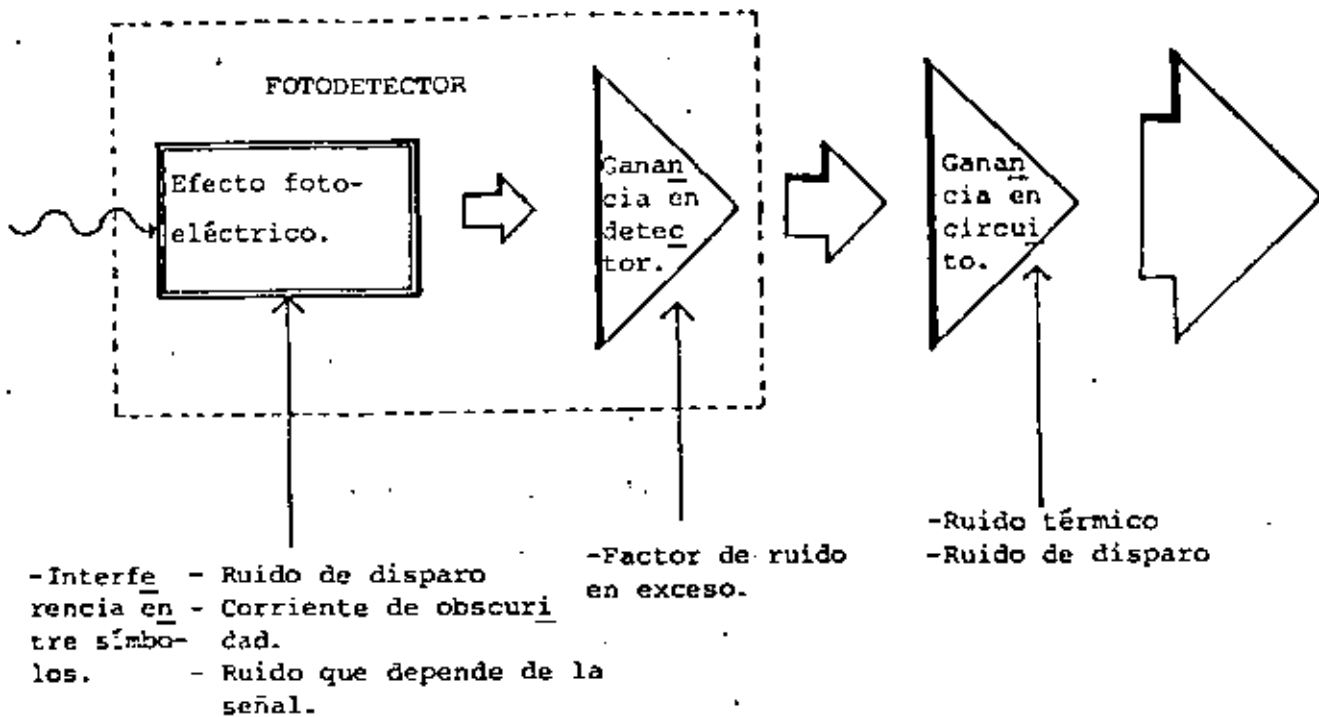 FOTODETECTOR
Efecto foto-
eléctrico.
Ganan
cia en
detec
tor.
Ganan
cia en
circui
to.
-Interfe
rencia en
tre símbo-
los.
- Ruido de disparo
- Corriente de obscuri
dad.
- Ruido que depende de la
señal.
-Factor de ruido
en exceso.
-Ruido térmico
-Ruido de disparo